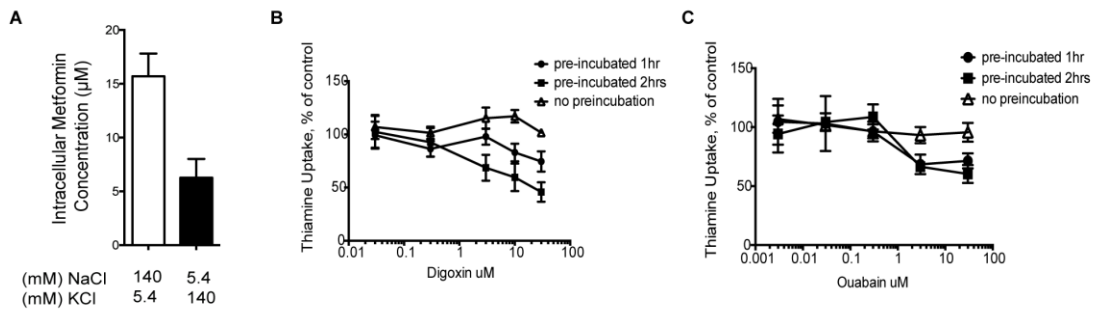 A
Intracellular Metformin
Concentration (µM)
20
15
10
5
0
(mM) NaCl 140 5.4
(mM) KCl 5.4 140
B
pre-incubated 1hr
pre-incubated 2hrs
no preincubation
Thiamine Uptake, % of control
150
100
50
0
0.01 0.1 1 10 100
Digoxin uM
C
pre-incubated 1hr
pre-incubated 2hrs
no preincubation
Thiamine Uptake, % of control
150
100
50
0
0.001 0.01 0.1 1 10 100
Ouabain uM